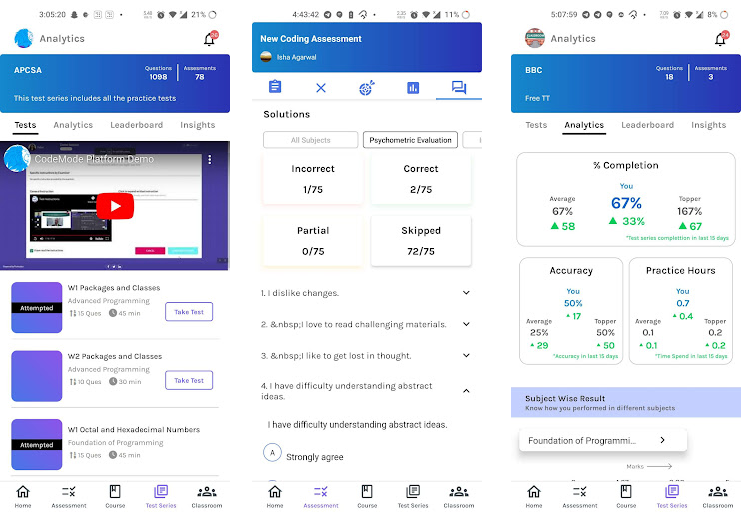 3:05:20
21%
Analytics
26
APCSA
Questions
1098
Assesments
78
This test series includes all the practice tests
Tests
Analytics
Leaderboard
Insights
CodeMode Platform Demo
W1 Packages and Classes
Advanced Programming
15 Ques
45 min
Attempted
Take Test
W2 Packages and Classes
Advanced Programming
10 Ques
30 min
Take Test
W1 Octal and Hexadecimal Numbers
Foundation of Programming
15 Ques
45 min
Attempted
Home
Assessment
Course
Test Series
Classroom
4:43:42
11%
New Coding Assessment
Isha Agarwal
Solutions
All Subjects
Psychometric Evaluation
Incorrect
1/75
Correct
2/75
Partial
0/75
Skipped
72/75
1. I dislike changes.
2. &nbsp;I love to read challenging materials.
3. &nbsp;I like to get lost in thought.
4. I have difficulty understanding abstract
ideas.
I have difficulty understanding abstract ideas.
A
Strongly agree
Home
Assessment
Course
Test Series
Classroom
5:07:59
8%
Analytics
24
BBC
Questions
18
Assesments
3
Free TT
Tests
Analytics
Leaderboard
Insights
% Completion
You
Average
67%
Topper
67%
167%
58
33%
67
*Test series completion in last 15 days
Accuracy
You
50%
17
Average
25%
29
Topper
50%
50
*Accuracy in last 15 days
Practice Hours
You
0.7
0.4
Average
0.1
0.1
Topper
0.2
0.2
*Time Spend in last 15 days
Subject Wise Result
Know how you performed in different subjects
Foundation of Programmi...
Marks
Home
Assessment
Course
Test Series
Classroom